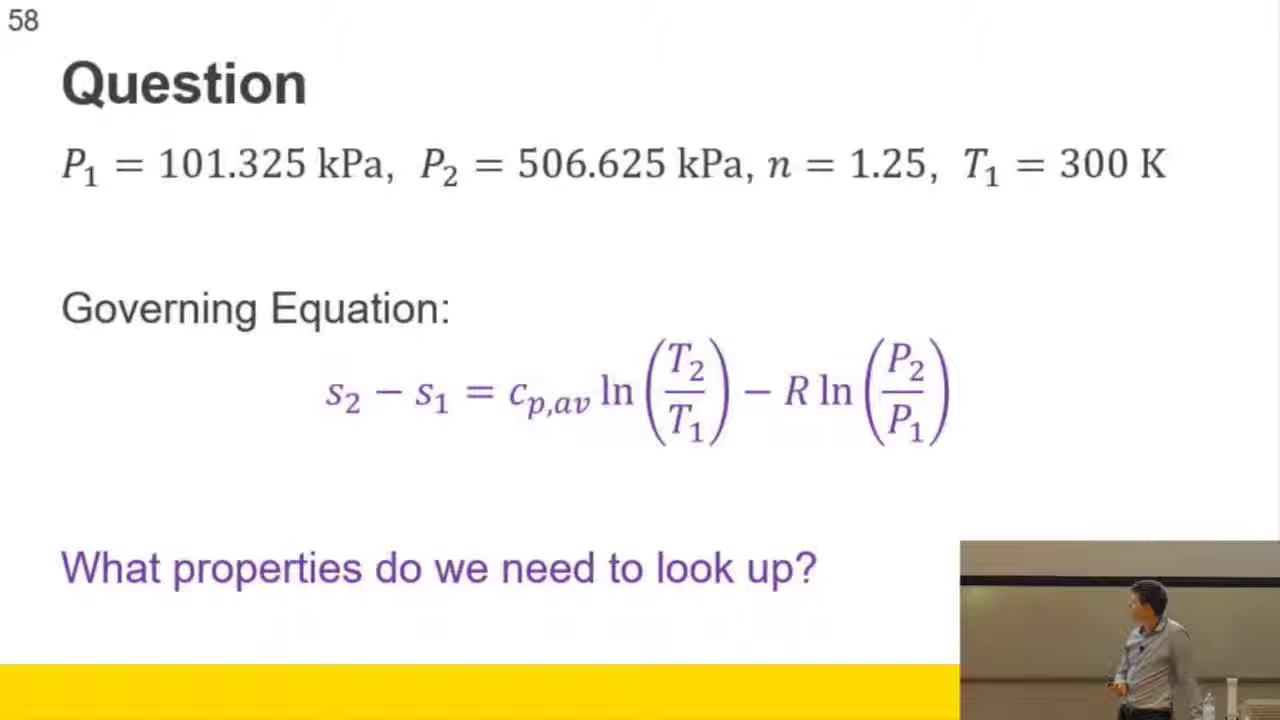 58
Question
P₁ = 101.325 kPa, P₂ = 506.625 kPa, n = 1.25, T₁ = 300 K
Governing Equation:
s₂ − s₁ = c_{p,av} ln(T₂/T₁) − R ln(P₂/P₁)
What properties do we need to look up?